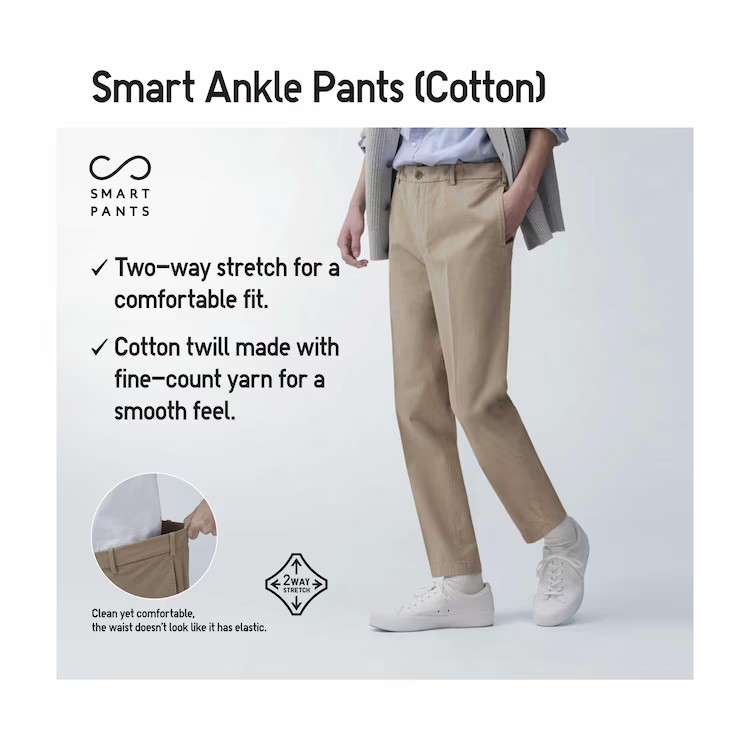 Smart Ankle Pants (Cotton)
SMART
PANTS
✓ Two-way stretch for a
comfortable fit.
✓ Cotton twill made with
fine-count yarn for a
smooth feel.
2WAY
STRETCH
Clean yet comfortable,
the waist doesn't look like it has elastic.